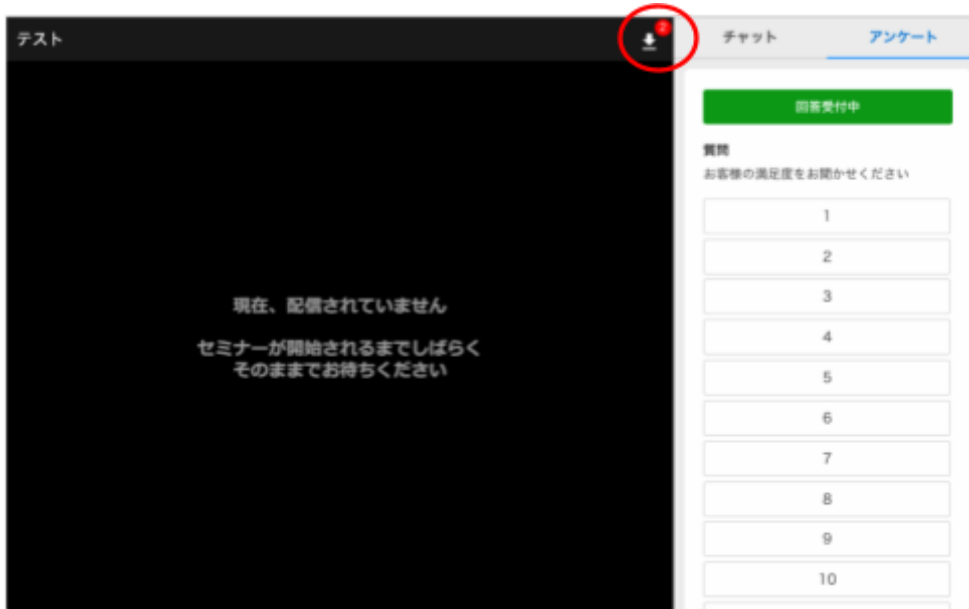 テスト
2
チャット
アンケート
回答受付中
質問
お客様の満足度をお聞かせください
1
2
3
4
5
6
7
8
9
10
現在、配信されていません
セミナーが開始されるまでしばらく
そのままでお待ちください